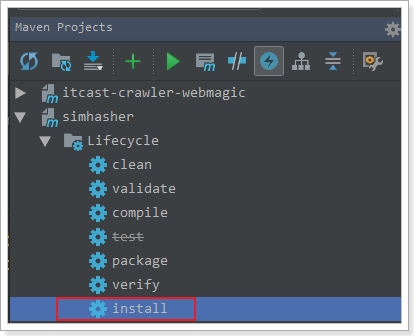 Maven Projects
itcast-crawler-webmagic
simhasher
Lifecycle
clean
validate
compile
test
package
verify
install